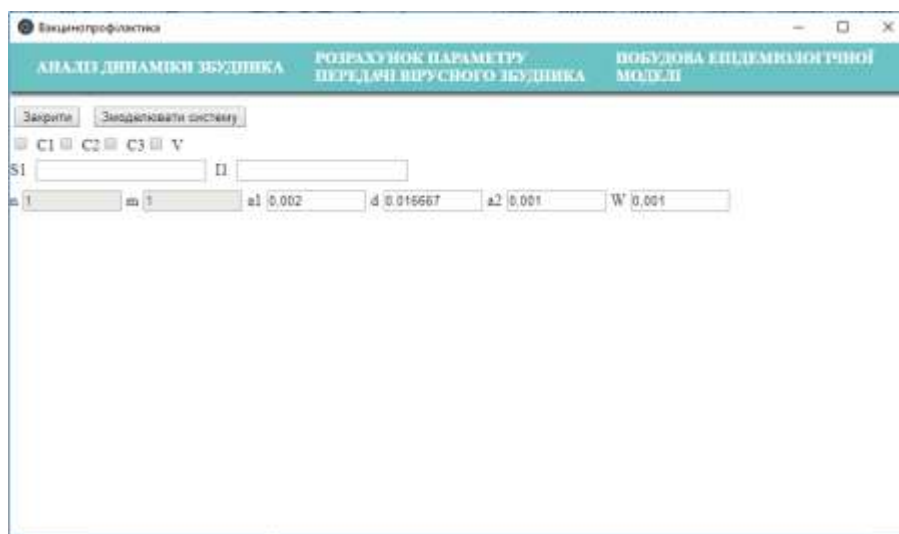 Вакцинопрофілактика
АНАЛІЗ ДИНАМІКИ ЗБУДНИКА
РОЗРАХУНОК ПАРАМЕТРУ
ПЕРЕДАЧІ ВІРУСНОГО ЗБУДНИКА
ПОБУДОВА ЕПІДЕМІОЛОГІЧНОЇ
МОДЕЛІ
Закрити Змоделювати систему
C1 C2 C3 V
S1 I1
n 1 m 1 a1 0.002 d 0.016667 a2 0.001 W 0.001